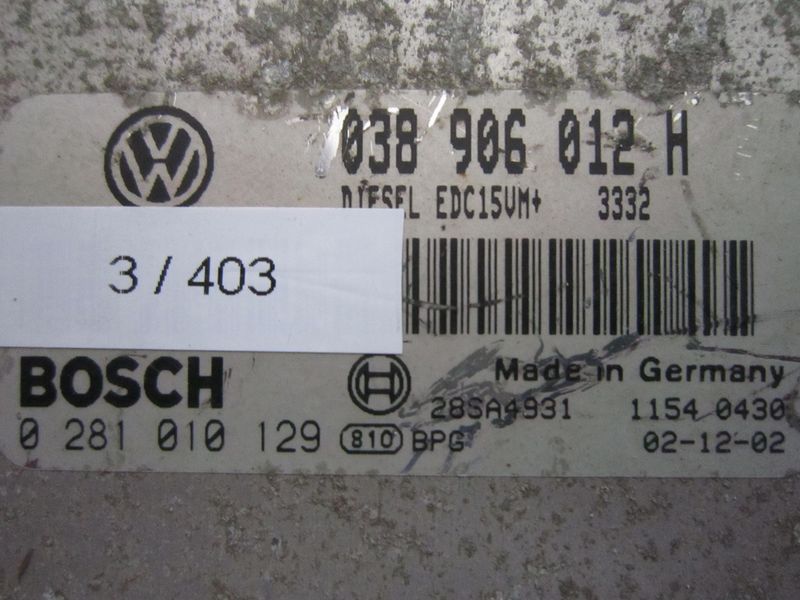 038 906 012 H
DIESEL EDC15VM+ 3332
3 / 403
BOSCH
Made in Germany
28SA4931 1154 0430
0 281 010 129 810 BPG 02-12-02